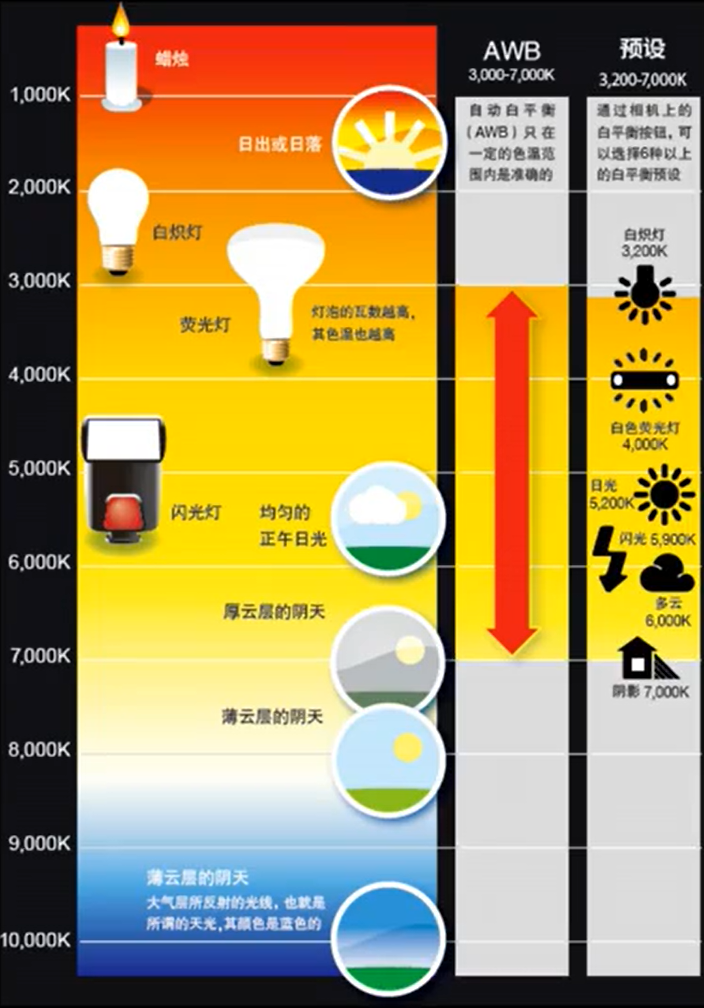 1,000K
2,000K
3,000K
4,000K
5,000K
6,000K
7,000K
8,000K
9,000K
10,000K
蜡烛
日出或日落
白炽灯
荧光灯
灯泡的瓦数越高，
其色温也越高
闪光灯
均匀的
正午日光
厚云层的阴天
薄云层的阴天
薄云层的阴天
大气层所反射的光线，也就是
所谓的天光，其颜色是蓝色的
AWB
3,000-7,000K
自动白平衡
（AWB）只在
一定的色温范
围内是准确的
预设
3,200-7,000K
通过相机上的
白平衡按钮，可
以选择6种以上
的白平衡预设
白炽灯
3,200K
白色荧光灯
4,000K
日光
5,200K
闪光 5,900K
多云
6,000K
阴影 7,000K